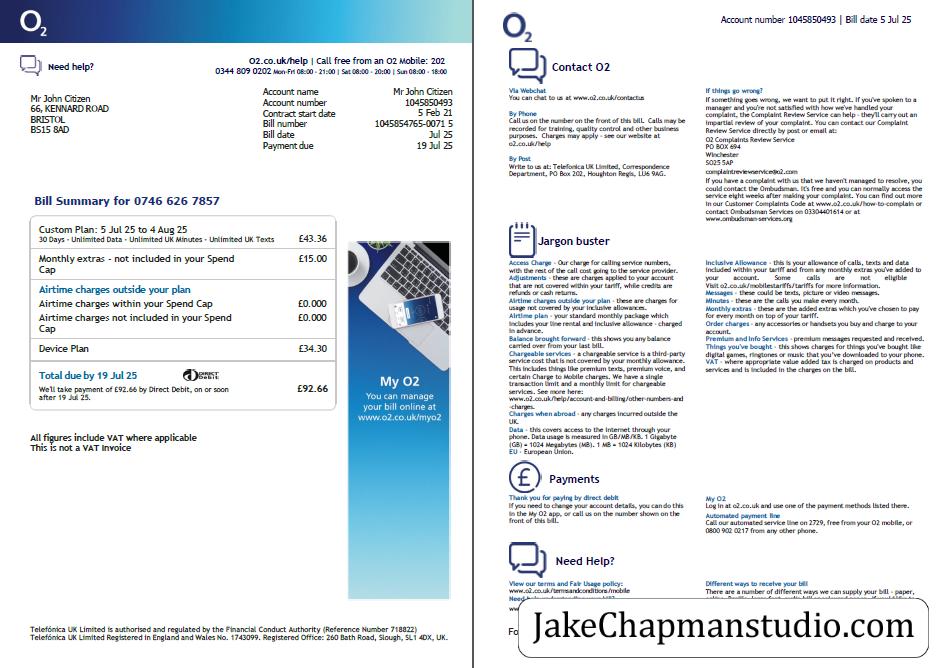 O2
Need help?
O2.co.uk/help | Call free from an O2 Mobile: 202
0344 809 0202 Mon-Fri 08:00 - 21:00 | Sat 08:00 - 20:00 | Sun 08:00 - 18:00
Mr John Citizen
66, KENNARD ROAD
BRISTOL
BS15 8AD
Account name Mr John Citizen
Account number 1045850493
Contract start date 5 Feb 21
Bill number 1045854765-0071 5
Bill date Jul 25
Payment due 19 Jul 25
Bill Summary for 0746 626 7857
Custom Plan: 5 Jul 25 to 4 Aug 25
30 Days - Unlimited Data - Unlimited UK Minutes - Unlimited UK Texts £43.36
Monthly extras - not included in your Spend £15.00
Cap
Airtime charges outside your plan
Airtime charges within your Spend Cap £0.000
Airtime charges not included in your Spend £0.000
Cap
Device Plan £34.30
Total due by 19 Jul 25
DIRECT
Debit
We'll take payment of £92.66 by Direct Debit, on or soon £92.66
after 19 Jul 25.
My O2
You can manage
your bill online at
www.o2.co.uk/myo2
All figures include VAT where applicable
This is not a VAT Invoice
Telefónica UK Limited is authorised and regulated by the Financial Conduct Authority (Reference Number 718822)
Telefónica UK Limited Registered in England and Wales No. 1743099. Registered Office: 260 Bath Road, Slough, SL1 4DX, UK.
O2
Account number 1045850493 | Bill date 5 Jul 25
Contact O2
Via Webchat
You can chat to us at www.o2.co.uk/contactus
By Phone
Call us on the number on the front of this bill. Calls may be
recorded for training, quality control and other business
purposes. Charges may apply - see our website at
o2.co.uk/help
By Post
Write to us at: Telefonica UK Limited, Correspondence
Department, PO Box 202, Houghton Regis, LU6 9AG.
If things go wrong?
If something goes wrong, we want to put it right. If you've spoken to a
manager and you're not satisfied with how we've handled your
complaint, the Complaint Review Service can help - they'll carry out an
impartial review of your complaint. You can contact our Complaint
Review Service directly by post or email at:
O2 Complaints Review Service
PO BOX 694
Winchester
SO25 5AP
complaintreviewservice@o2.com
If you have a complaint with us that we haven't managed to resolve, you
could contact the Ombudsman. It's free and you can normally access the
service eight weeks after making your complaint. You can find out more
in our Customer Complaints Code at www.o2.co.uk/how-to-complain or
contact Ombudsman Services on 03304401614 or at
www.ombudsman-services.org
Jargon buster
Access Charge - Our charge for calling service numbers,
with the rest of the call cost going to the service provider.
Adjustments - these are charges applied to your account
that are not covered within your tariff, while credits are
refunds or cash returns.
Airtime charges outside your plan - these are charges for
usage not covered by your inclusive allowances.
Airtime plan - your standard monthly package which
includes your line rental and inclusive allowance - charged
in advance.
Balance brought forward - this shows you any balance
carried over from your last bill.
Chargeable services - a chargeable service is a third-party
service cost that is not covered by your monthly allowance.
This includes things like premium texts, premium voice, and
certain Charge to Mobile charges. We have a single
transaction limit and a monthly limit for chargeable
services. See more here:
www.o2.co.uk/help/account-and-billing/other-numbers-and
-charges.
Charges when abroad - any charges incurred outside the
UK.
Data - this covers access to the Internet through your
phone. Data usage is measured in GB/MB/KB. 1 Gigabyte
(GB) = 1024 Megabytes (MB). 1 MB = 1024 Kilobytes (KB)
EU - European Union.
Inclusive Allowance - this is your allowance of calls, texts and data
included within your tariff and from any monthly extras you've added to
your account. Some calls are not eligible
Visit o2.co.uk/mobilestariffs/tariffs for more information.
Messages - these could be texts, picture or video messages.
Minutes - these are the calls you make every month.
Monthly extras - these are the added extras which you've chosen to pay
for every month on top of your tariff.
Order charges - any accessories or handsets you buy and charge to your
account.
Premium and Info Services - premium messages requested and received.
Things you've bought - this shows charges for things you've bought like
digital games, ringtones or music that you've downloaded to your phone.
VAT - where appropriate value added tax is charged on products and
services and is included in the charges on the bill.
Payments
Thank you for paying by direct debit
If you need to change your account details, you can do this
in the My O2 app, or call us on the number shown on the
front of this bill.
My O2
Log in at o2.co.uk and use one of the payment methods listed there.
Automated payment line
Call our automated service line on 2729, free from your O2 mobile, or
0800 902 0217 from any other phone.
Need Help?
View our terms and Fair Usage policy:
www.o2.co.uk/termsandconditions/mobile
Different ways to receive your bill
There are a number of different ways we can supply your bill - paper,
Fo
JakeChapmanstudio.com